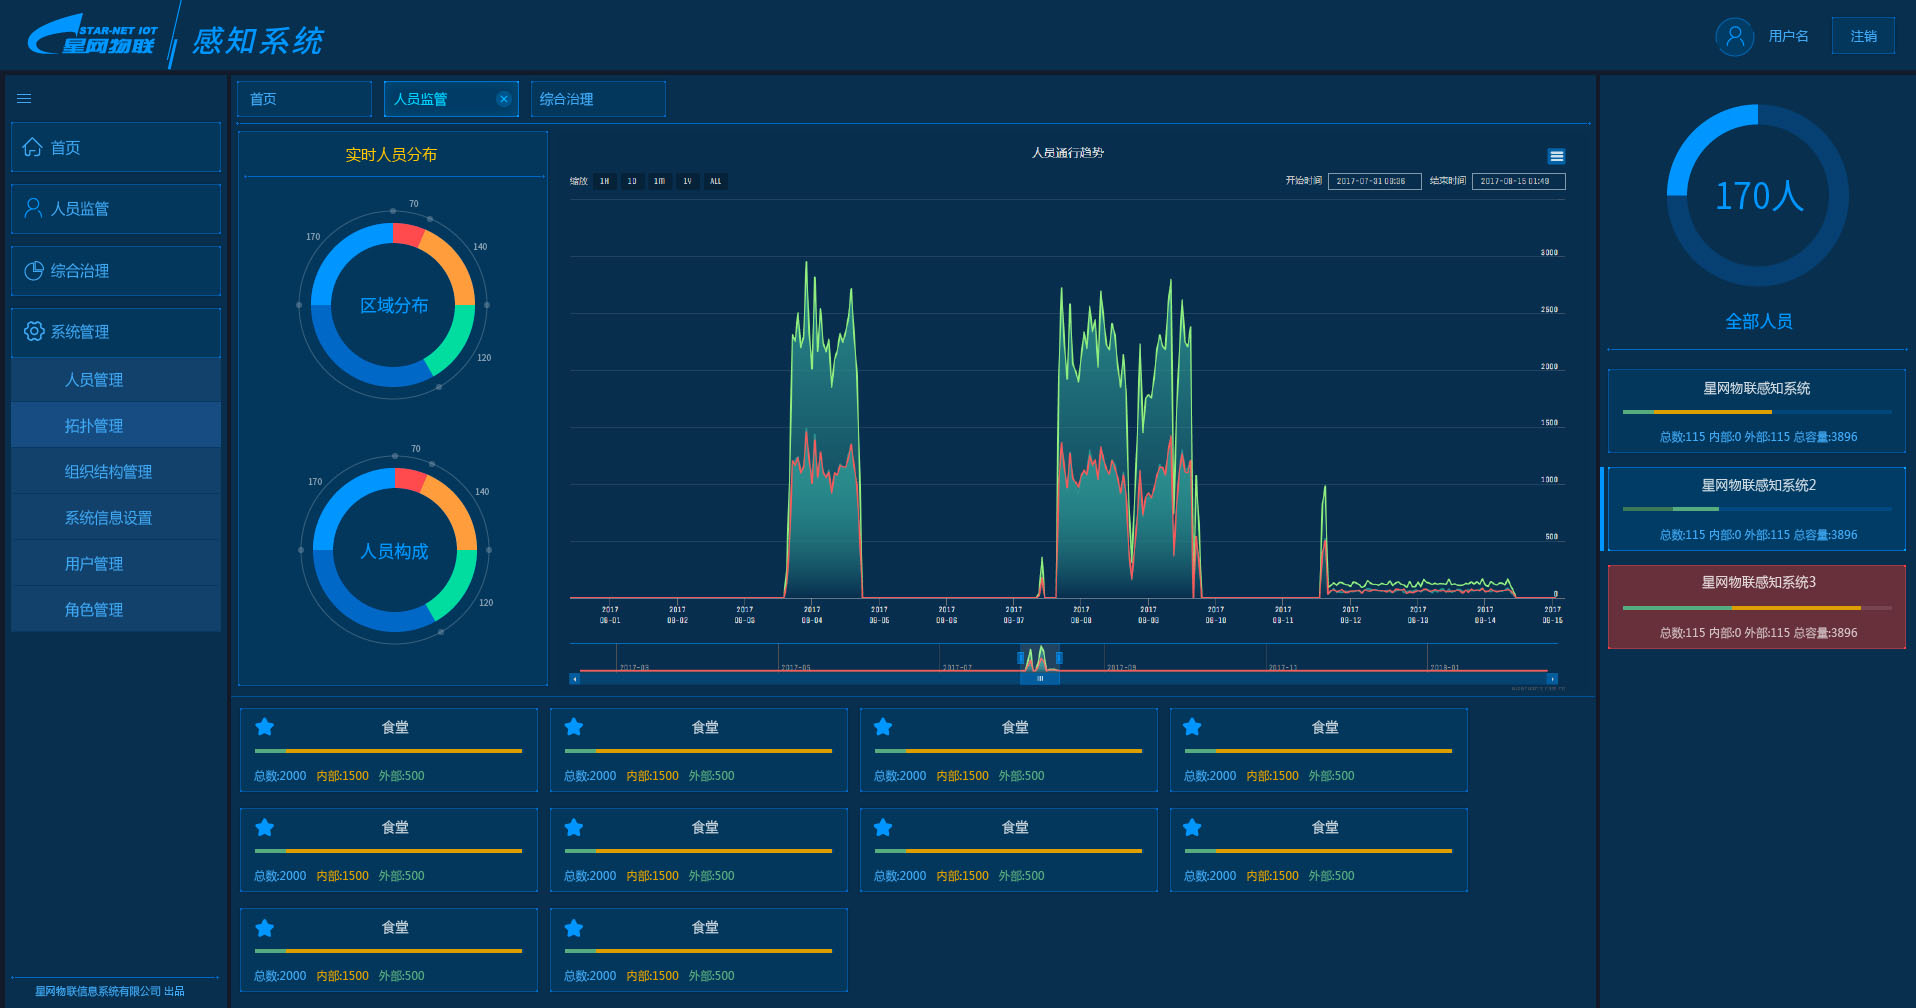 STAR-NET IOT
星网物联
感知系统
用户名
注销
首页
人员监管
综合治理
首页
人员监管
综合治理
系统管理
人员管理
拓扑管理
组织结构管理
系统信息设置
用户管理
角色管理
星网物联信息系统有限公司 出品
实时人员分布
70
170
140
区域分布
120
70
170
140
人员构成
120
人员通行趋势
缩放 1H 1D 1m 1Y ALL
开始时间 2017-07-31 09:36 结束时间 2017-08-15 01:49
3000
2500
2000
1500
1000
500
0
2017 2017 2017 2017 2017 2017 2017 2017 2017 2017 2017 2017 2017 2017 2017
08-01 08-02 08-03 08-04 08-05 08-06 08-07 08-08 08-09 08-10 08-11 08-12 08-13 08-14 08-15
2017-03 2017-05 2017-07 2017-09 2017-11 2018-01
食堂
总数:2000 内部:1500 外部:500
食堂
总数:2000 内部:1500 外部:500
食堂
总数:2000 内部:1500 外部:500
食堂
总数:2000 内部:1500 外部:500
食堂
总数:2000 内部:1500 外部:500
食堂
总数:2000 内部:1500 外部:500
食堂
总数:2000 内部:1500 外部:500
食堂
总数:2000 内部:1500 外部:500
食堂
总数:2000 内部:1500 外部:500
食堂
总数:2000 内部:1500 外部:500
170人
全部人员
星网物联感知系统
总数:115 内部:0 外部:115 总容量:3896
星网物联感知系统2
总数:115 内部:0 外部:115 总容量:3896
星网物联感知系统3
总数:115 内部:0 外部:115 总容量:3896